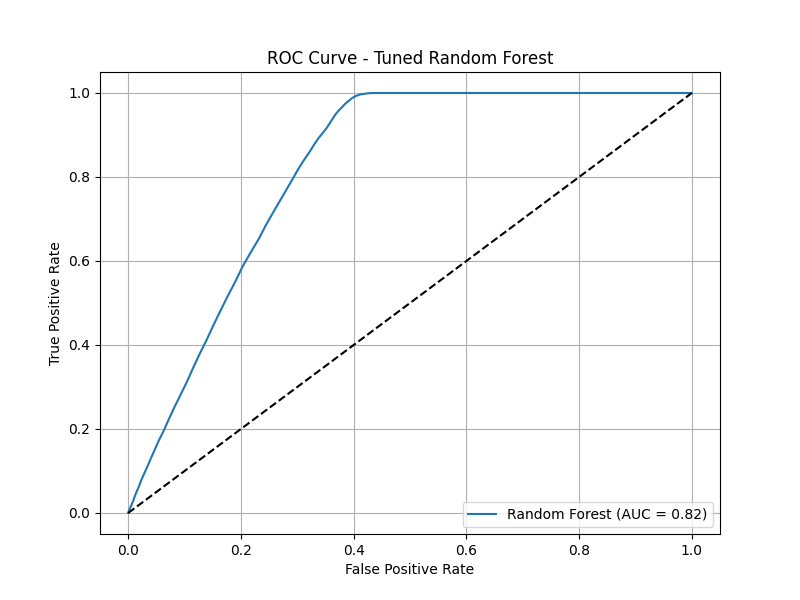 ROC Curve - Tuned Random Forest
True Positive Rate
1.0
0.8
0.6
0.4
0.2
0.0
0.0 0.2 0.4 0.6 0.8 1.0
False Positive Rate
Random Forest (AUC = 0.82)